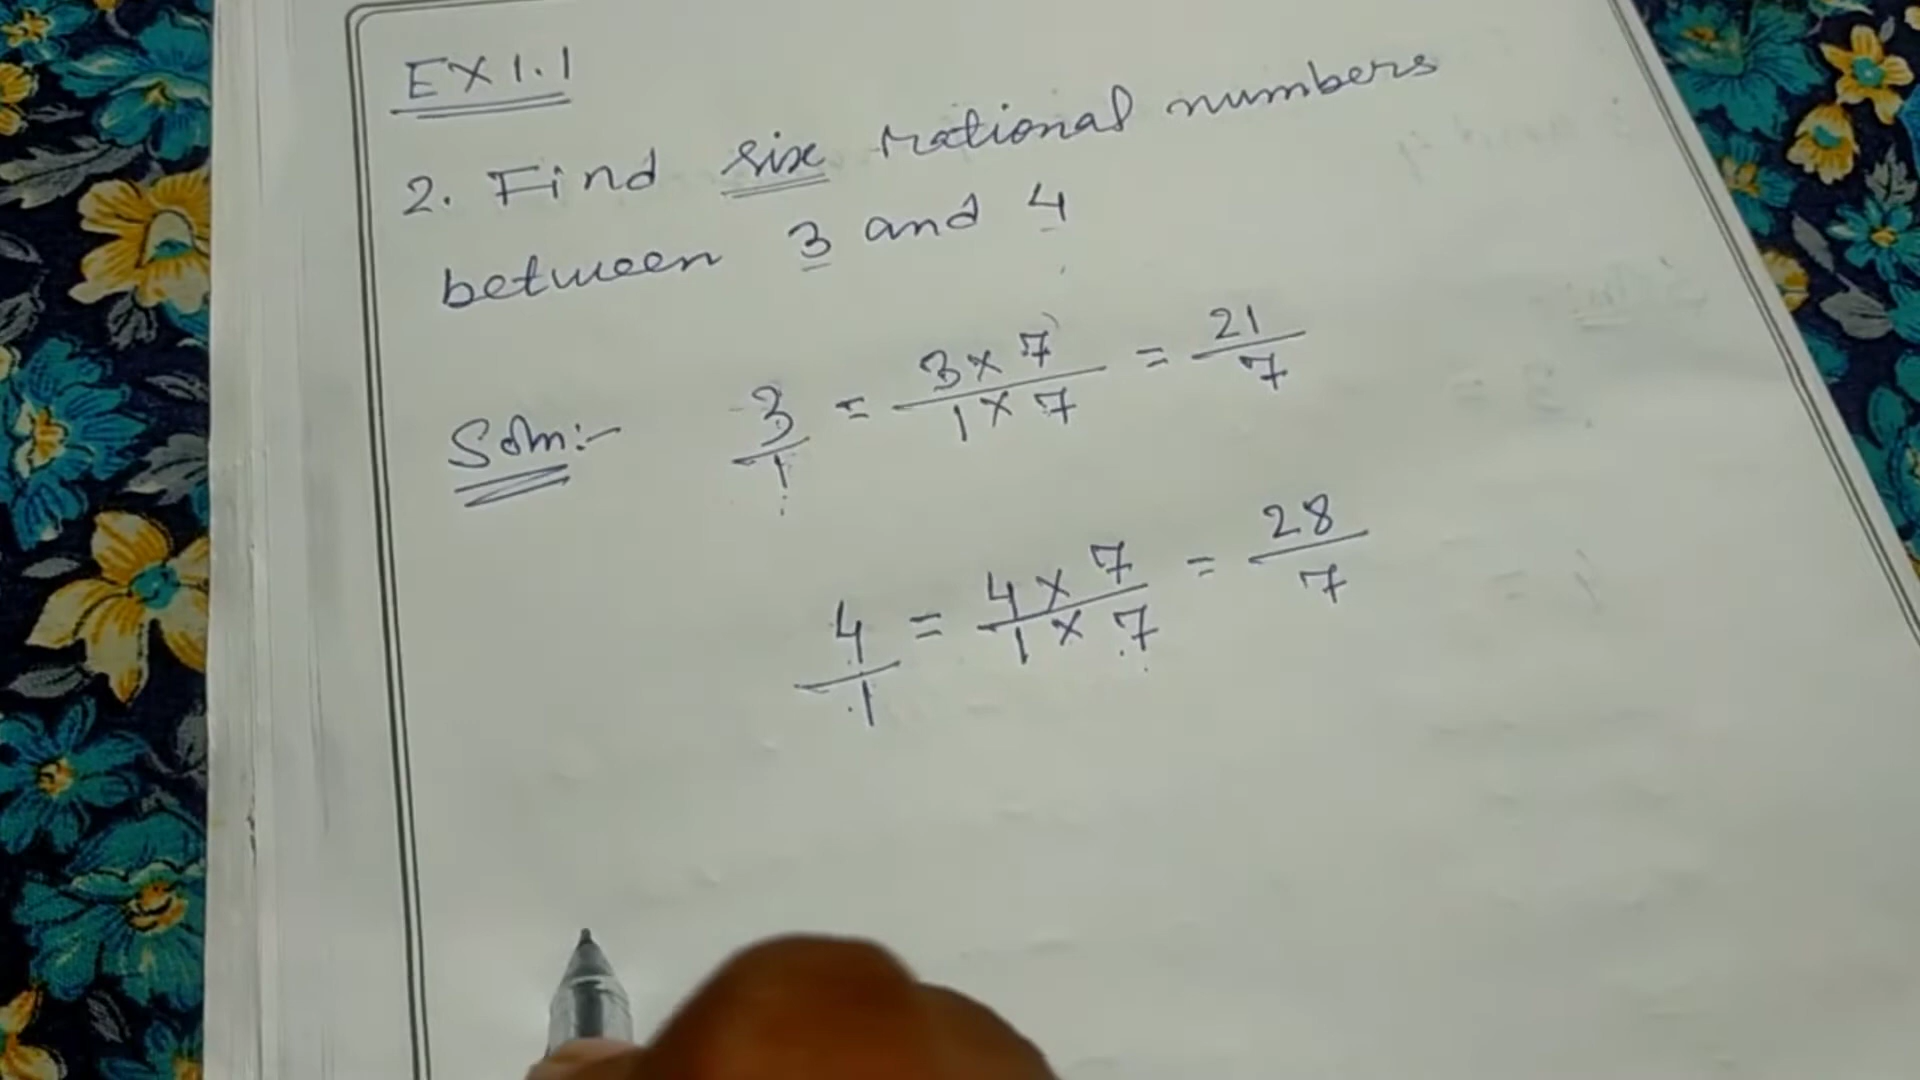 EX 1.1
2. Find six rational numbers
between 3 and 4
Soln:- 3/1 = 3 × 7 / 1 × 7 = 21/7
4/1 = 4 × 7 / 1 × 7 = 28/7